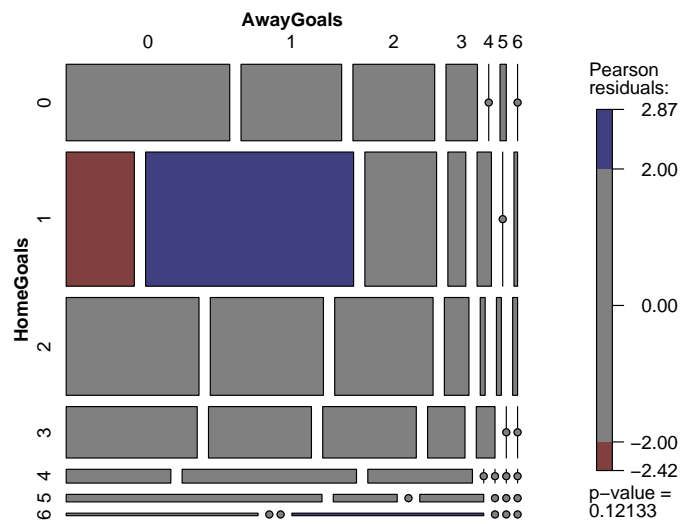 AwayGoals
0 1 2 3 4 5 6
HomeGoals
0
1
2
3
4
5
6
Pearson
residuals:
2.87
2.00
0.00
−2.00
−2.42
p-value =
0.12133